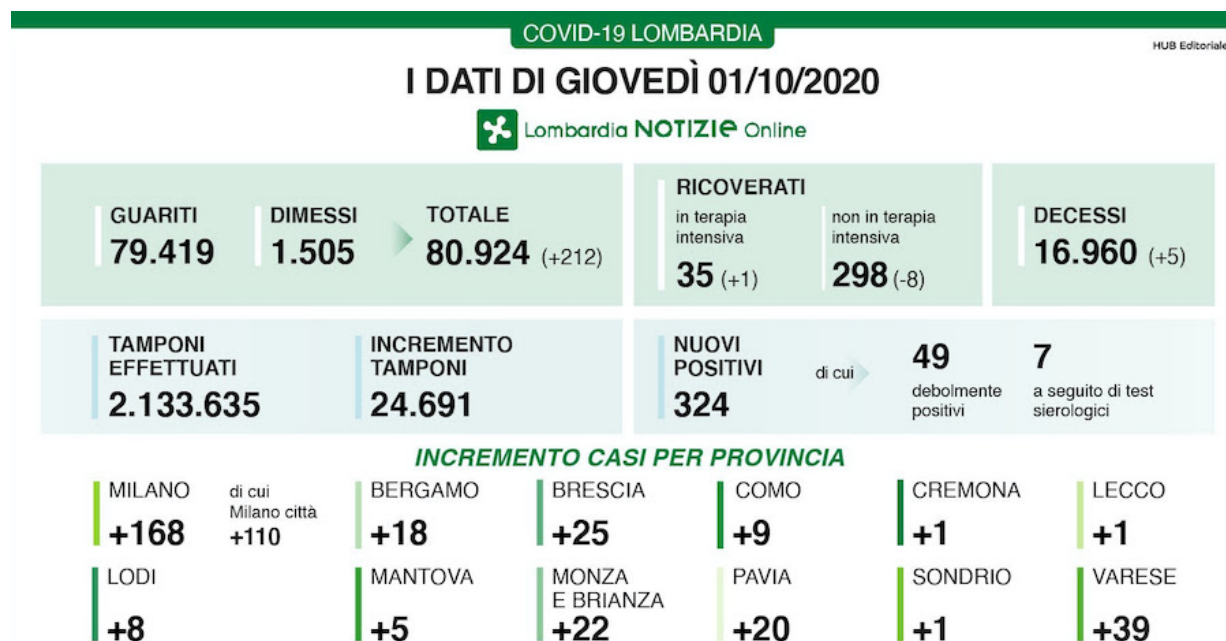 COVID-19 LOMBARDIA
HUB Editoriale
I DATI DI GIOVEDÌ 01/10/2020
Lombardia NOTIZIE Online
GUARITI
79.419
DIMESSI
1.505
TOTALE
80.924 (+212)
RICOVERATI
in terapia
intensiva
35 (+1)
non in terapia
intensiva
298 (-8)
DECESSI
16.960 (+5)
TAMPONI
EFFETTUATI
2.133.635
INCREMENTO
TAMPONI
24.691
NUOVI
POSITIVI
324
di cui
49
debolmente
positivi
7
a seguito di test
sierologici
INCREMENTO CASI PER PROVINCIA
MILANO
+168
di cui
Milano città
+110
BERGAMO
+18
BRESCIA
+25
COMO
+9
CREMONA
+1
LECCO
+1
LODI
+8
MANTOVA
+5
MONZA
E BRIANZA
+22
PAVIA
+20
SONDRIO
+1
VARESE
+39